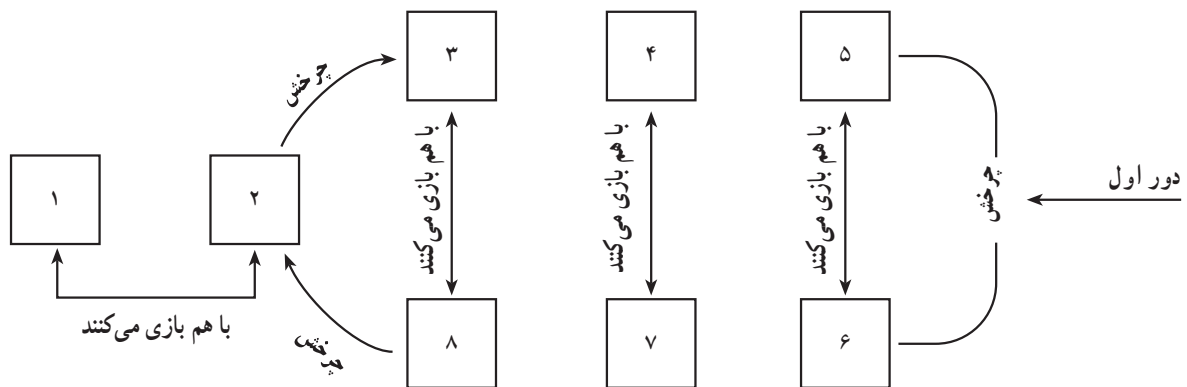 ۳
۴
۵
چرخش
با هم بازی می‌کنند
با هم بازی می‌کنند
با هم بازی می‌کنند
دور اول
۱
۲
چرخش
با هم بازی می‌کنند
چرخش
۸
۷
۶